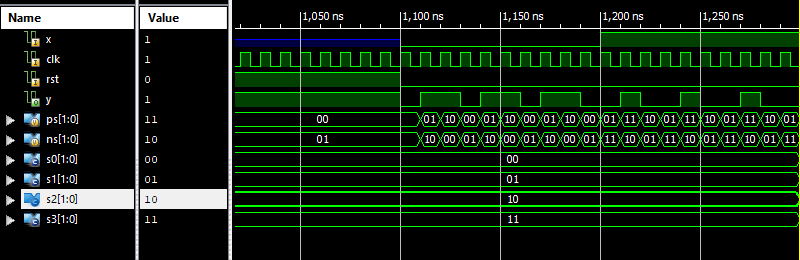 Name Value 1,050 ns 1,100 ns 1,150 ns 1,200 ns 1,250 ns
x 1
clk 1
rst 0
y 1
ps[1:0] 11 00 01 10 00 01 10 00 01 10 00 01 11 10 01 11 10 01 11 10 01
ns[1:0] 10 01 10 00 01 10 00 01 10 00 01 11 10 01 11 10 01 11 10 01 11
s0[1:0] 00 00
s1[1:0] 01 01
s2[1:0] 10 10
s3[1:0] 11 11